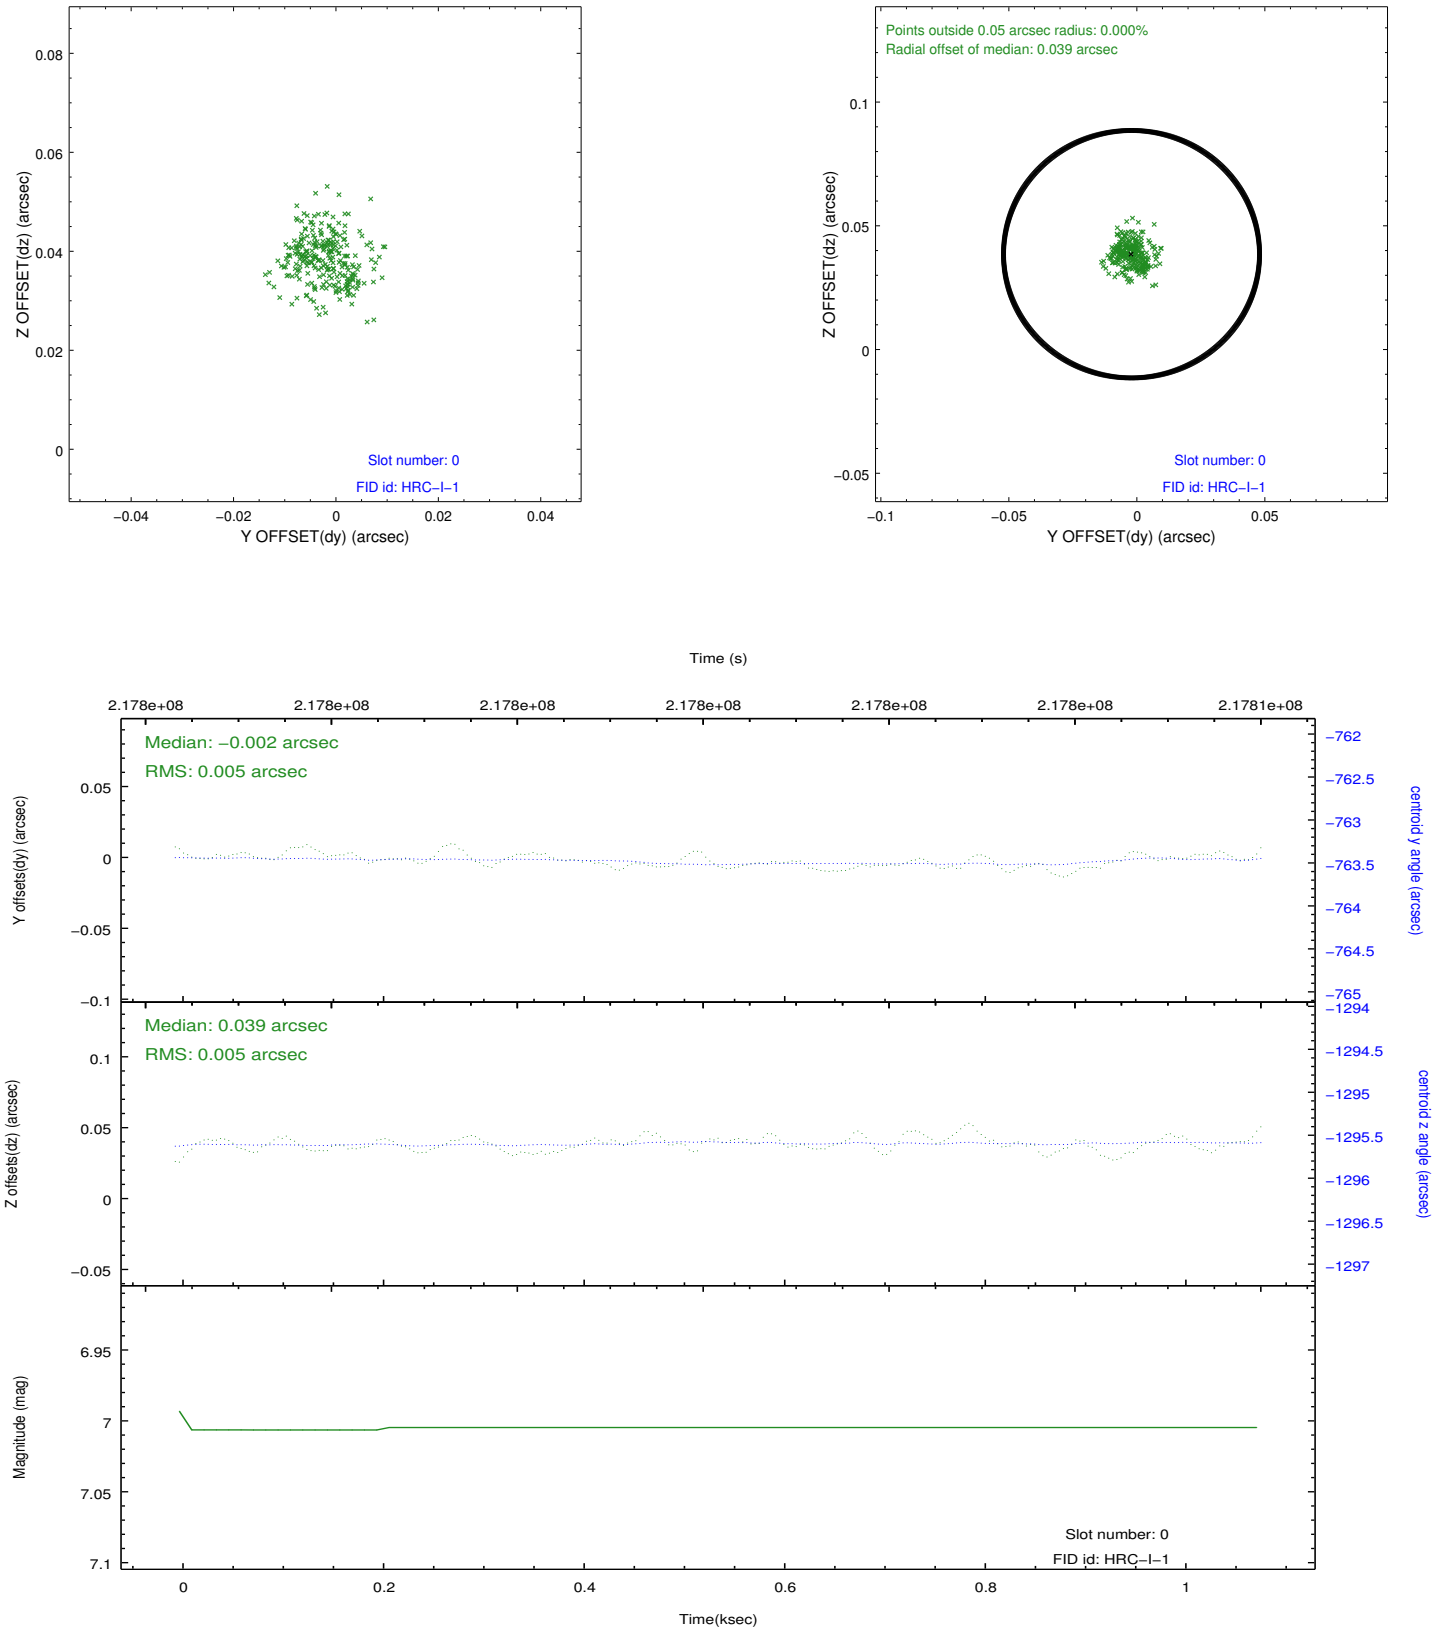 0.08
0.06
0.04
0.02
0
Z OFFSET(dz) (arcsec)
Slot number: 0
FID id: HRC−I−1
−0.04
−0.02
0
0.02
0.04
Y OFFSET(dy) (arcsec)
Points outside 0.05 arcsec radius: 0.000%
Radial offset of median: 0.039 arcsec
0.1
0.05
0
−0.05
Z OFFSET(dz) (arcsec)
Slot number: 0
FID id: HRC−I−1
−0.1
−0.05
0
0.05
Y OFFSET(dy) (arcsec)
Time (s)
2.178e+08
2.178e+08
2.178e+08
2.178e+08
2.178e+08
2.178e+08
2.1781e+08
Median: −0.002 arcsec
RMS: 0.005 arcsec
0.05
0
−0.05
−0.1
Y offsets(dy) (arcsec)
−762
−762.5
−763
−763.5
−764
−764.5
−765
centroid y angle (arcsec)
Median: 0.039 arcsec
RMS: 0.005 arcsec
0.1
0.05
0
−0.05
Z offsets(dz) (arcsec)
−1294
−1294.5
−1295
−1295.5
−1296
−1296.5
−1297
centroid z angle (arcsec)
6.95
7
7.05
7.1
Magnitude (mag)
Slot number: 0
FID id: HRC−I−1
0
0.2
0.4
0.6
0.8
1
Time(ksec)